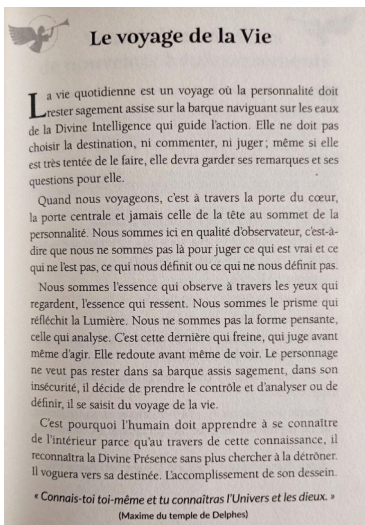 Le voyage de la Vie
La vie quotidienne est un voyage où la personnalité doit
rester sagement assise sur la barque naviguant sur les eaux
de la Divine Intelligence qui guide l'action. Elle ne doit pas
choisir la destination, ni commenter, ni juger ; même si elle
est très tentée de le faire, elle devra garder ses remarques et ses
questions pour elle.
Quand nous voyageons, c'est à travers la porte du cœur,
la porte centrale et jamais celle de la tête au sommet de la
personnalité. Nous sommes ici en qualité d'observateur, c'est-à-
dire que nous ne sommes pas là pour juger ce qui est vrai et ce
qui ne l'est pas, ce qui nous définit ou ce qui ne nous définit pas.
Nous sommes l'essence qui observe à travers les yeux qui
regardent, l'essence qui ressent. Nous sommes le prisme qui
réfléchit la Lumière. Nous ne sommes pas la forme pensante,
celle qui analyse. C'est cette dernière qui freine, qui juge avant
même d'agir. Elle redoute avant même de voir. Le personnage
ne veut pas rester dans sa barque assis sagement, dans son
insécurité, il décide de prendre le contrôle et d'analyser ou de
définir, il se saisit du voyage de la vie.
C'est pourquoi l'humain doit apprendre à se connaître
de l'intérieur parce qu'au travers de cette connaissance, il
reconnaîtra la Divine Présence sans plus chercher à la détrôner.
Il voguera vers sa destinée. L'accomplissement de son dessein.
« Connais-toi toi-même et tu connaîtras l'Univers et les dieux. »
(Maxime du temple de Delphes)